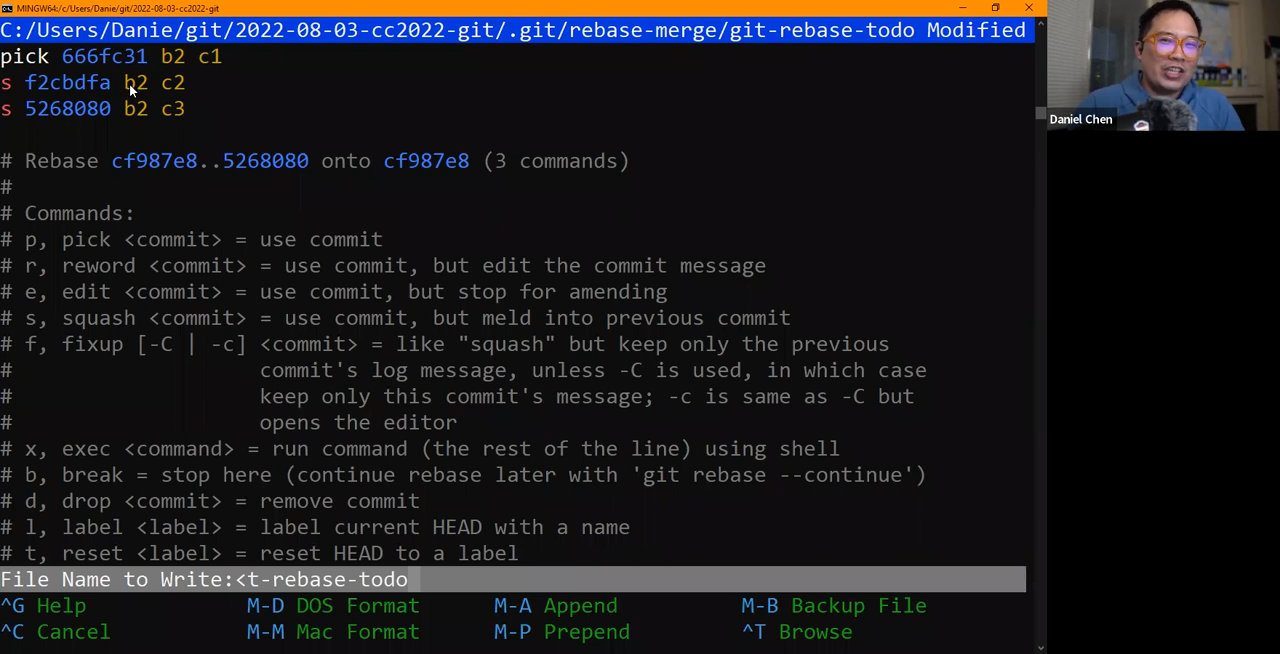 MINGW64:/c/Users/Danie/git/2022-08-03-cc2022-git
C:/Users/Danie/git/2022-08-03-cc2022-git/.git/rebase-merge/git-rebase-todo Modified
pick 666fc31 b2 c1
s f2cbdfa b2 c2
s 5268080 b2 c3
# Rebase cf987e8..5268080 onto cf987e8 (3 commands)
#
# Commands:
# p, pick <commit> = use commit
# r, reword <commit> = use commit, but edit the commit message
# e, edit <commit> = use commit, but stop for amending
# s, squash <commit> = use commit, but meld into previous commit
# f, fixup [-C | -c] <commit> = like "squash" but keep only the previous
#                    commit's log message, unless -C is used, in which case
#                    keep only this commit's message; -c is same as -C but
#                    opens the editor
# x, exec <command> = run command (the rest of the line) using shell
# b, break = stop here (continue rebase later with 'git rebase --continue')
# d, drop <commit> = remove commit
# l, label <label> = label current HEAD with a name
# t, reset <label> = reset HEAD to a label
File Name to Write:<t-rebase-todo
^G Help M-D DOS Format M-A Append M-B Backup File
^C Cancel M-M Mac Format M-P Prepend ^T Browse
Daniel Chen